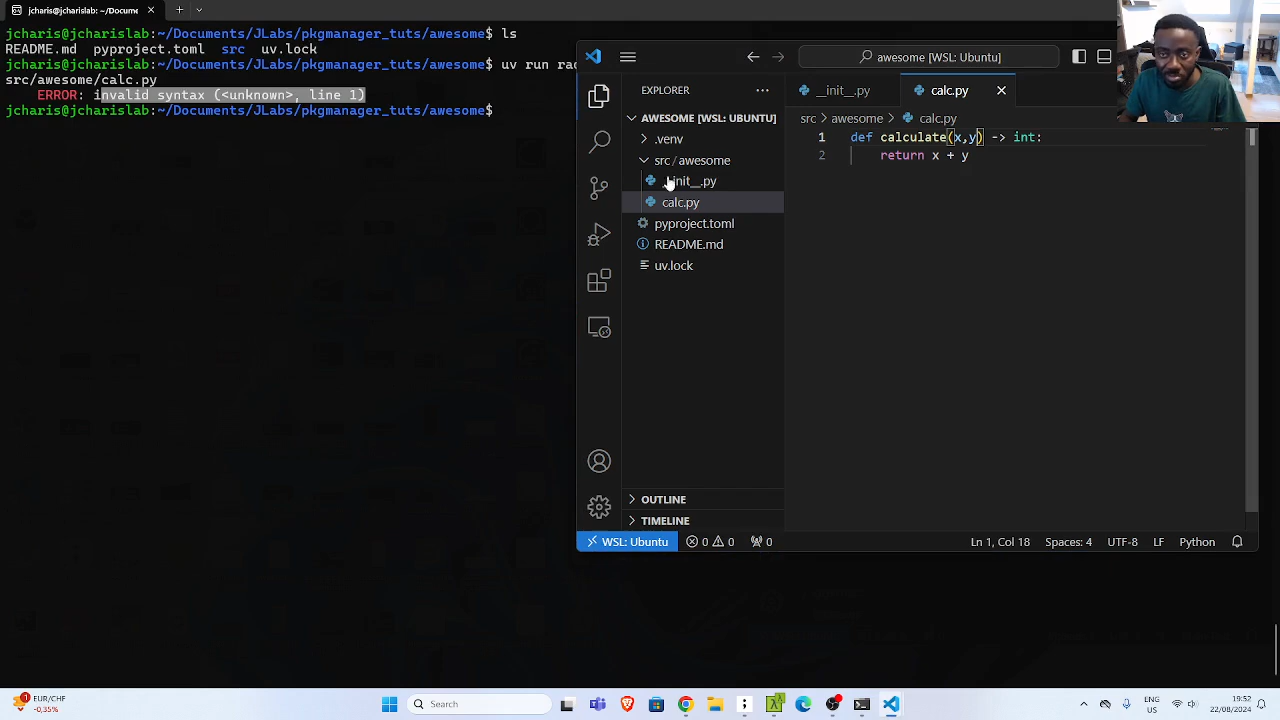 jcharis@jcharislab: ~/Docume
jcharis@jcharislab:~/Documents/JLabs/pkgmanager_tuts/awesome$ ls
README.md pyproject.toml src uv.lock
jcharis@jcharislab:~/Documents/JLabs/pkgmanager_tuts/awesome$ uv run rad
src/awesome/calc.py
ERROR: invalid syntax (<unknown>, line 1)
jcharis@jcharislab:~/Documents/JLabs/pkgmanager_tuts/awesome$
awesome [WSL: Ubuntu]
EXPLORER
AWESOME [WSL: UBUNTU]
.venv
src/awesome
__init__.py
calc.py
pyproject.toml
README.md
uv.lock
OUTLINE
TIMELINE
__init__.py
calc.py
src > awesome > calc.py
1 def calculate(x,y) -> int:
2 return x + y
WSL: Ubuntu
0 0 0
Ln 1, Col 18
Spaces: 4
UTF-8
LF
Python
1
EUR/CHF
-0,35%
Search
ENG
US
19:52
22/08/2024